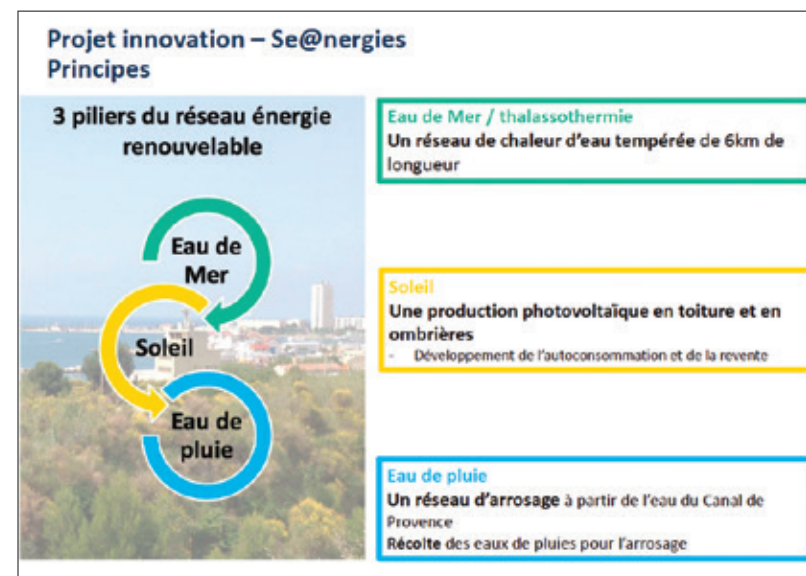 Projet innovation – Se@nergies
Principes
3 piliers du réseau énergie
renouvelable
Eau de
Mer
Soleil
Eau de
pluie
Eau de Mer / thalassothermie
Un réseau de chaleur d'eau tempérée de 6km de
longueur
Soleil
Une production photovoltaïque en toiture et en
ombrières
- Développement de l'autoconsommation et de la revente
Eau de pluie
Un réseau d'arrosage à partir de l'eau du Canal de
Provence
Récolte des eaux de pluies pour l'arrosage